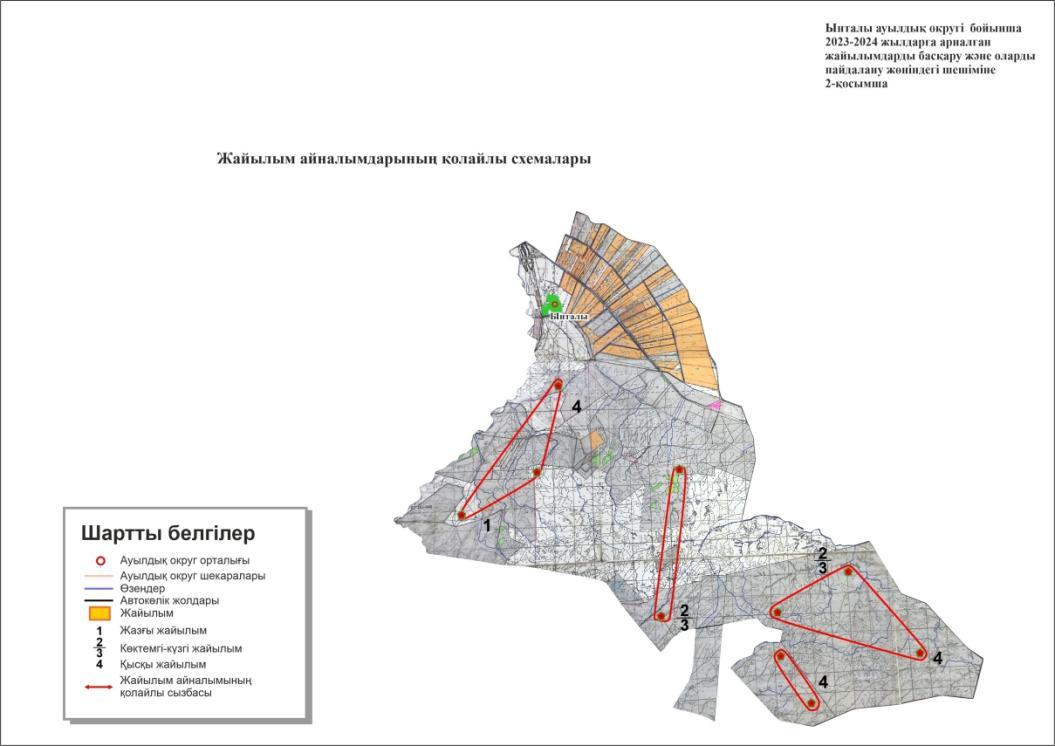 Ынталы ауылдық округі бойынша
2023-2024 жылдарға арналған
жайылымдарды басқару және оларды
пайдалану жөніндегі шешіміне
2-қосымша
Жайылым айналымдарының қолайлы схемалары
Ынталы
4
1
2
3
2
3
4
4
Шартты белгілер
Ауылдық округ орталығы
Ауылдық округ шекаралары
Өзендер
Автокөлік жолдары
Жайылым
1 Жазғы жайылым
2
3 Көктемгі-күзгі жайылым
4 Қысқы жайылым
Жайылым айналымының
қолайлы сызбасы